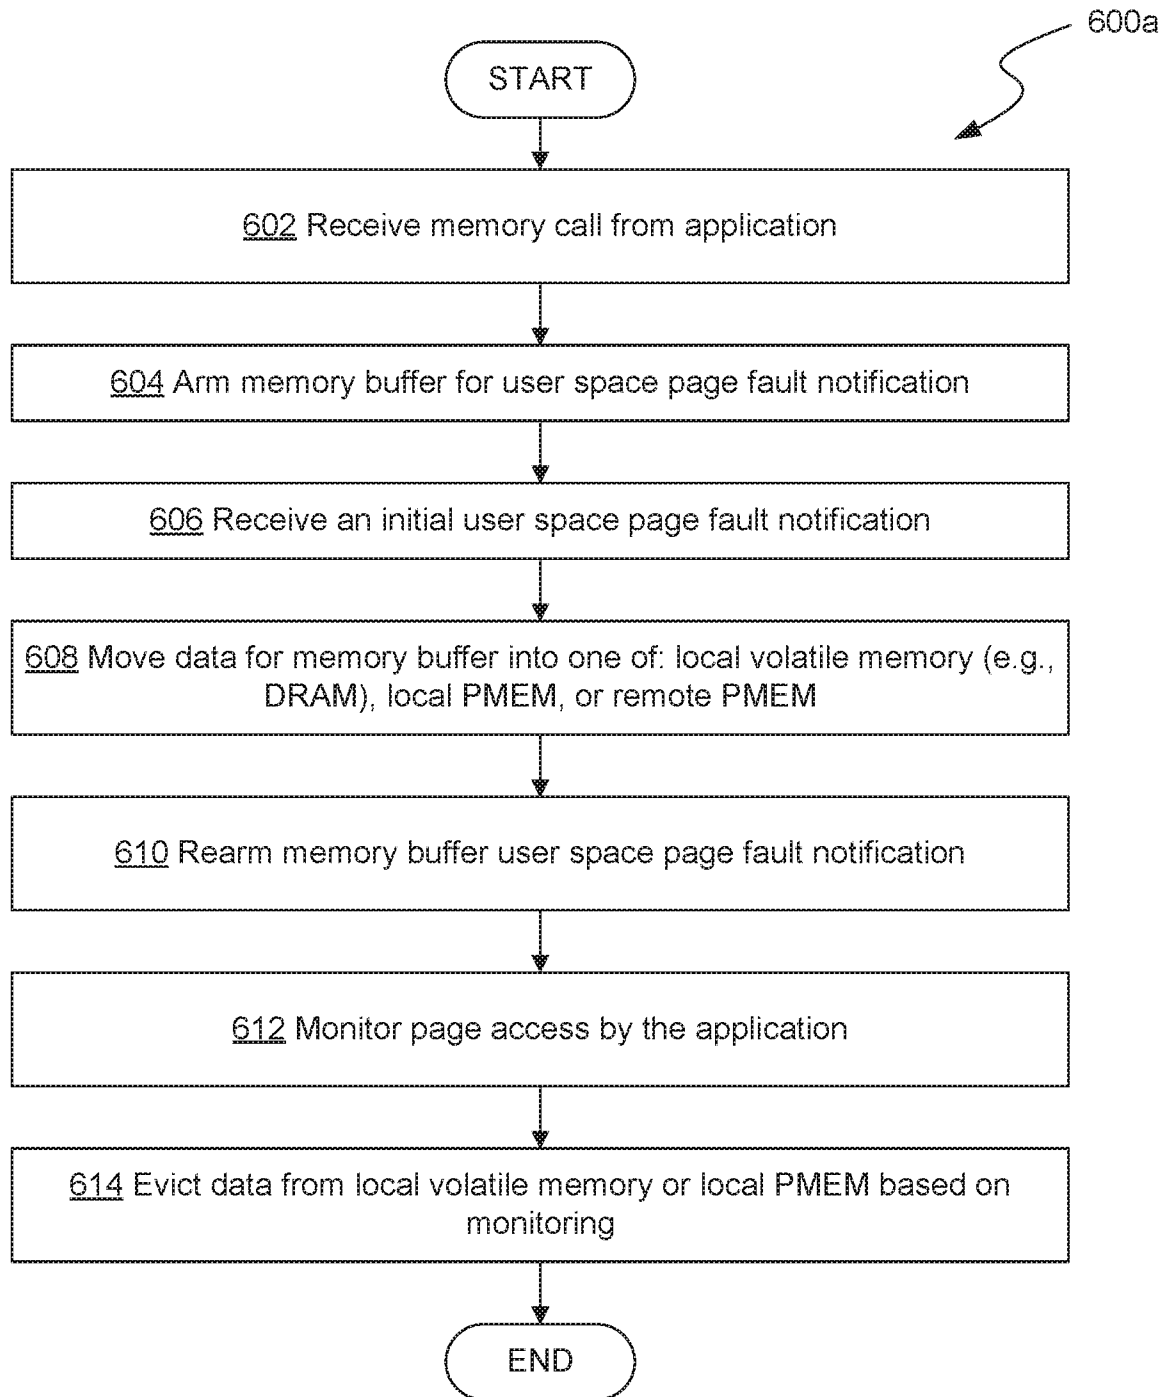 600a
START
602 Receive memory call from application
604 Arm memory buffer for user space page fault notification
606 Receive an initial user space page fault notification
608 Move data for memory buffer into one of: local volatile memory (e.g.,
DRAM), local PMEM, or remote PMEM
610 Rearm memory buffer user space page fault notification
612 Monitor page access by the application
614 Evict data from local volatile memory or local PMEM based on
monitoring
END